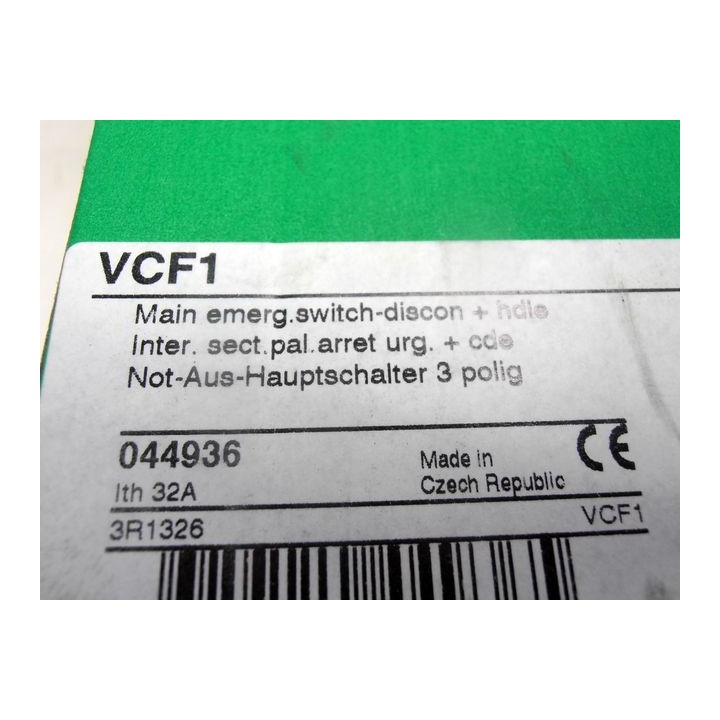 VCF1
Main emerg.switch-discon + hdle
Inter. sect.pal.arret urg. + cde
Not-Aus-Hauptschalter 3 polig
044936
Made in
Czech Republic
CE
Ith 32A
3R1326
VCF1